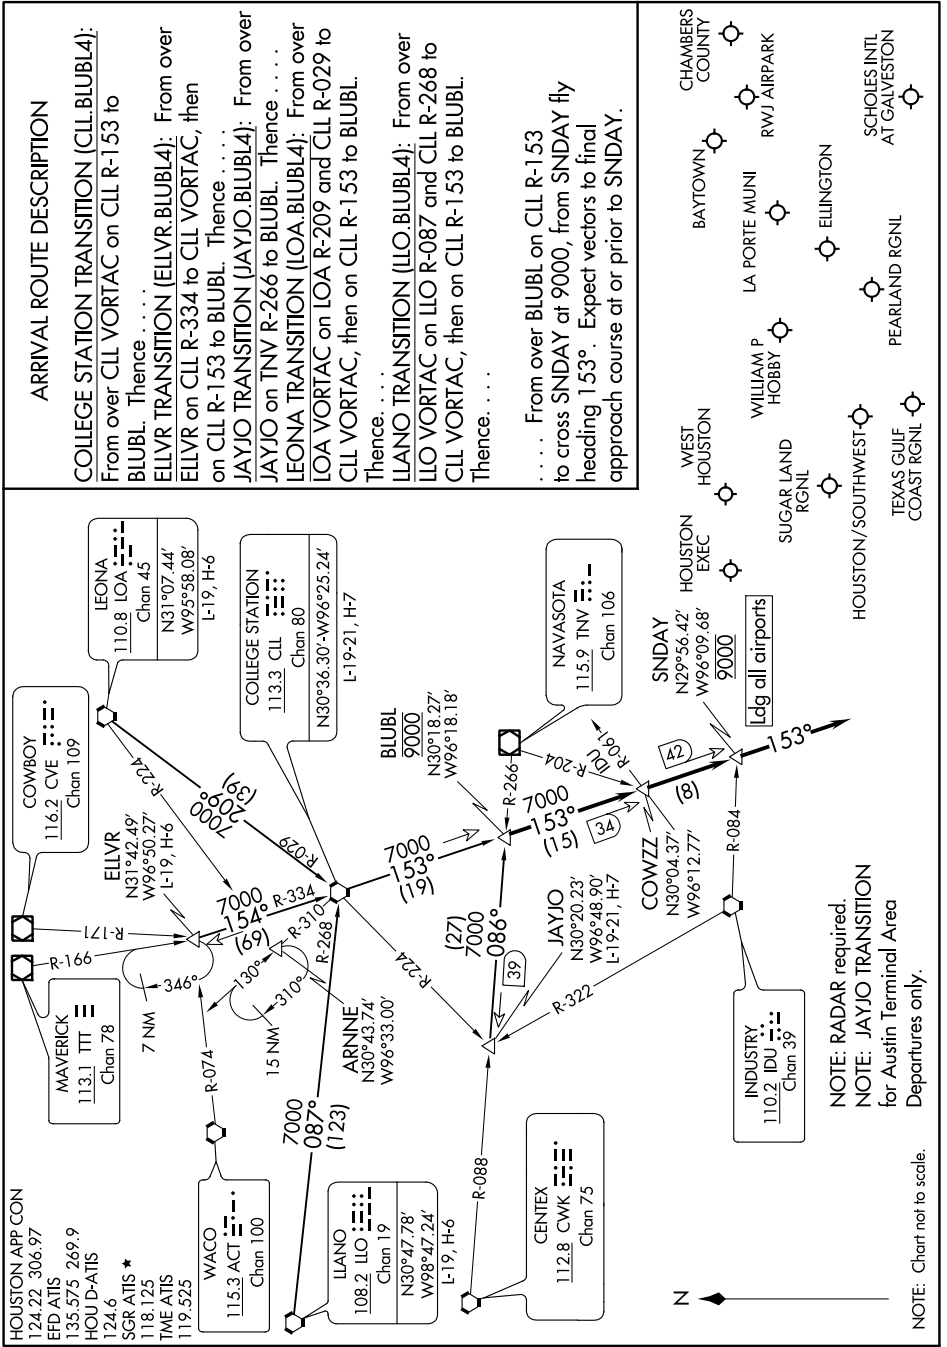 HOUSTON APP CON
124.22 306.97
EFD ATIS
135.575 269.9
HOU D-ATIS
124.6
SGR ATIS ★
118.125
TME ATIS
119.525
MAVERICK
113.1 TTT
Chan 78
COWBOY
116.2 CVE
Chan 109
LEONA
110.8 LOA
Chan 45
N31°07.44'
W95°58.08'
L-19, H-6
WACO
115.3 ACT
Chan 100
R-166
R-171
7 NM
346°
ELLVR
N31°42.49'
W96°50.27'
L-19, H-6
R-224
7000
209°
(39)
R-029
R-074
130°
310°
15 NM
7000
154°
(69)
R-334
R-310
R-268
ARNNE
N30°43.74'
W96°33.00'
COLLEGE STATION
113.3 CLL
Chan 80
N30°36.30'-W96°25.24'
L-19-21, H-7
7000
087°
(123)
LLANO
108.2 LLO
Chan 19
N30°47.78'
W98°47.24'
L-19, H-6
R-224
7000
153°
(19)
BLUBL
9000
N30°18.27'
W96°18.18'
NAVASOTA
115.9 TNV
Chan 106
R-266
R-204
R-061
IDU
(27)
7000
086°
39
JAYJO
N30°20.23'
W96°48.90'
L-19-21, H-7
R-088
CENTEX
112.8 CWK
Chan 75
7000
153°
(15)
34
COWZZ
N30°04.37'
W96°12.77'
42
(8)
SNDAY
N29°56.42'
W96°09.68'
9000
Ldg all airports
153°
R-084
R-322
INDUSTRY
110.2 IDU
Chan 39
N
NOTE: RADAR required.
NOTE: JAYJO TRANSITION
for Austin Terminal Area
Departures only.
NOTE: Chart not to scale.
ARRIVAL ROUTE DESCRIPTION
COLLEGE STATION TRANSITION (CLL.BLUBL4):
From over CLL VORTAC on CLL R-153 to
BLUBL. Thence . . . . .
ELLVR TRANSITION (ELLVR.BLUBL4): From over
ELLVR on CLL R-334 to CLL VORTAC, then
on CLL R-153 to BLUBL. Thence . . . . .
JAYJO TRANSITION (JAYJO.BLUBL4): From over
JAYJO on TNV R-266 to BLUBL. Thence . . . .
LEONA TRANSITION (LOA.BLUBL4): From over
LOA VORTAC on LOA R-209 and CLL R-029 to
CLL VORTAC, then on CLL R-153 to BLUBL.
Thence. . . . .
LLANO TRANSITION (LLO.BLUBL4): From over
LLO VORTAC on LLO R-087 and CLL R-268 to
CLL VORTAC, then on CLL R-153 to BLUBL.
Thence. . . . .
. . . . From over BLUBL on CLL R-153
to cross SNDAY at 9000, from SNDAY fly
heading 153°. Expect vectors to final
approach course at or prior to SNDAY.
HOUSTON
EXEC
WEST
HOUSTON
SUGAR LAND
RGNL
HOUSTON/SOUTHWEST
TEXAS GULF
COAST RGNL
WILLIAM P
HOBBY
PEARLAND RGNL
ELLINGTON
LA PORTE MUNI
BAYTOWN
RWJ AIRPARK
CHAMBERS
COUNTY
SCHOLES INTL
AT GALVESTON